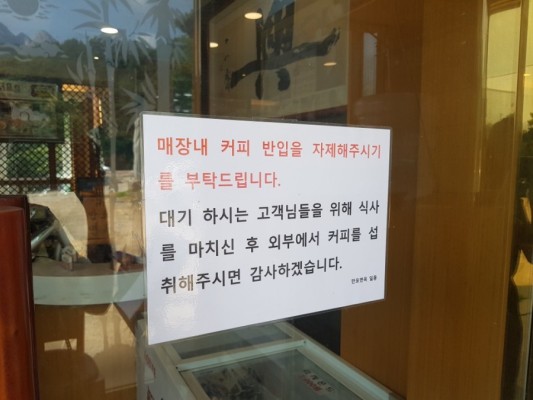 매장내 커피 반입을 자제해주시기
를 부탁드립니다.
대기 하시는 고객님들을 위해 식사
를 마치신 후 외부에서 커피를 섭
취해주시면 감사하겠습니다.